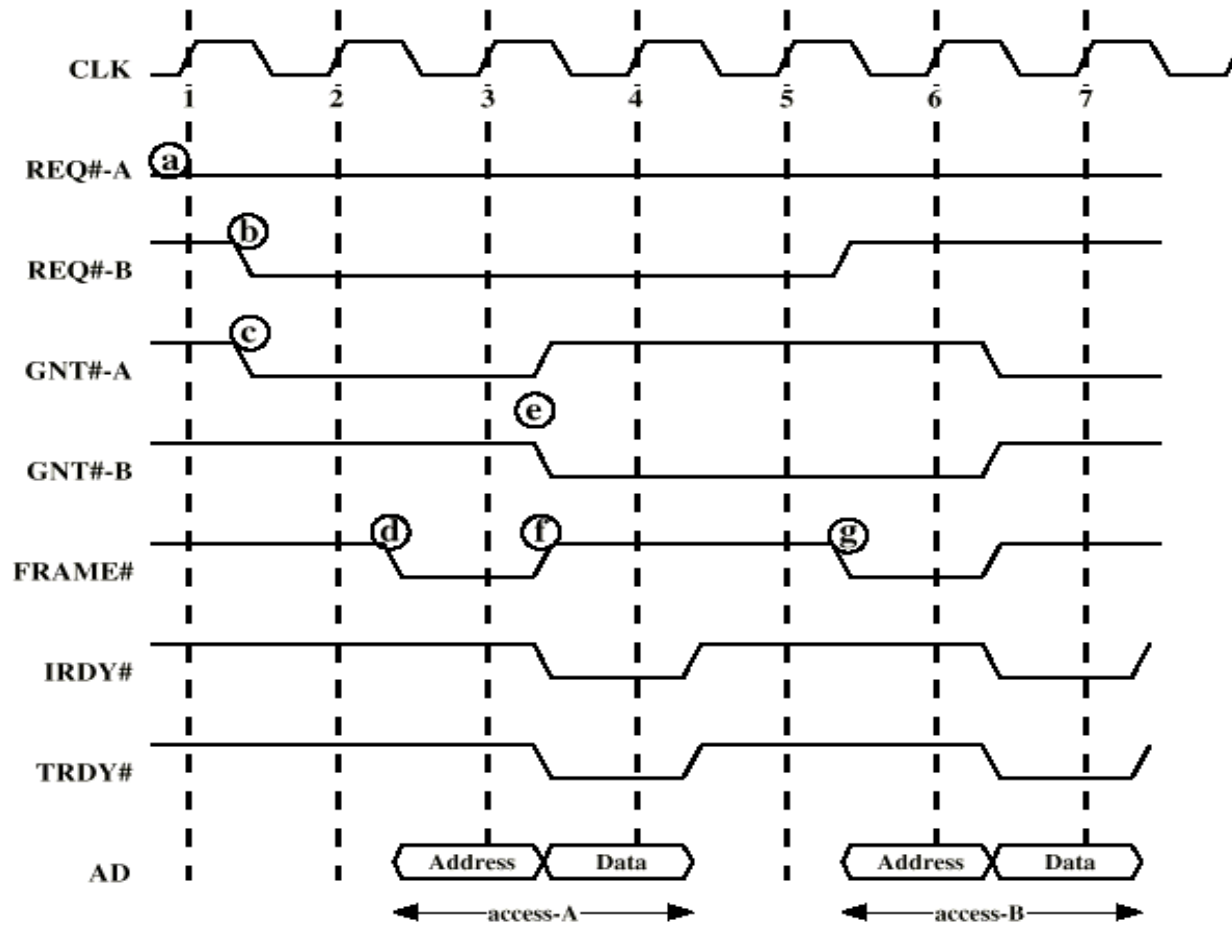 CLK
1 2 3 4 5 6 7
REQ#-A
a
REQ#-B
b
GNT#-A
c
e
GNT#-B
FRAME#
d f g
IRDY#
TRDY#
AD
Address Data Address Data
access-A access-B